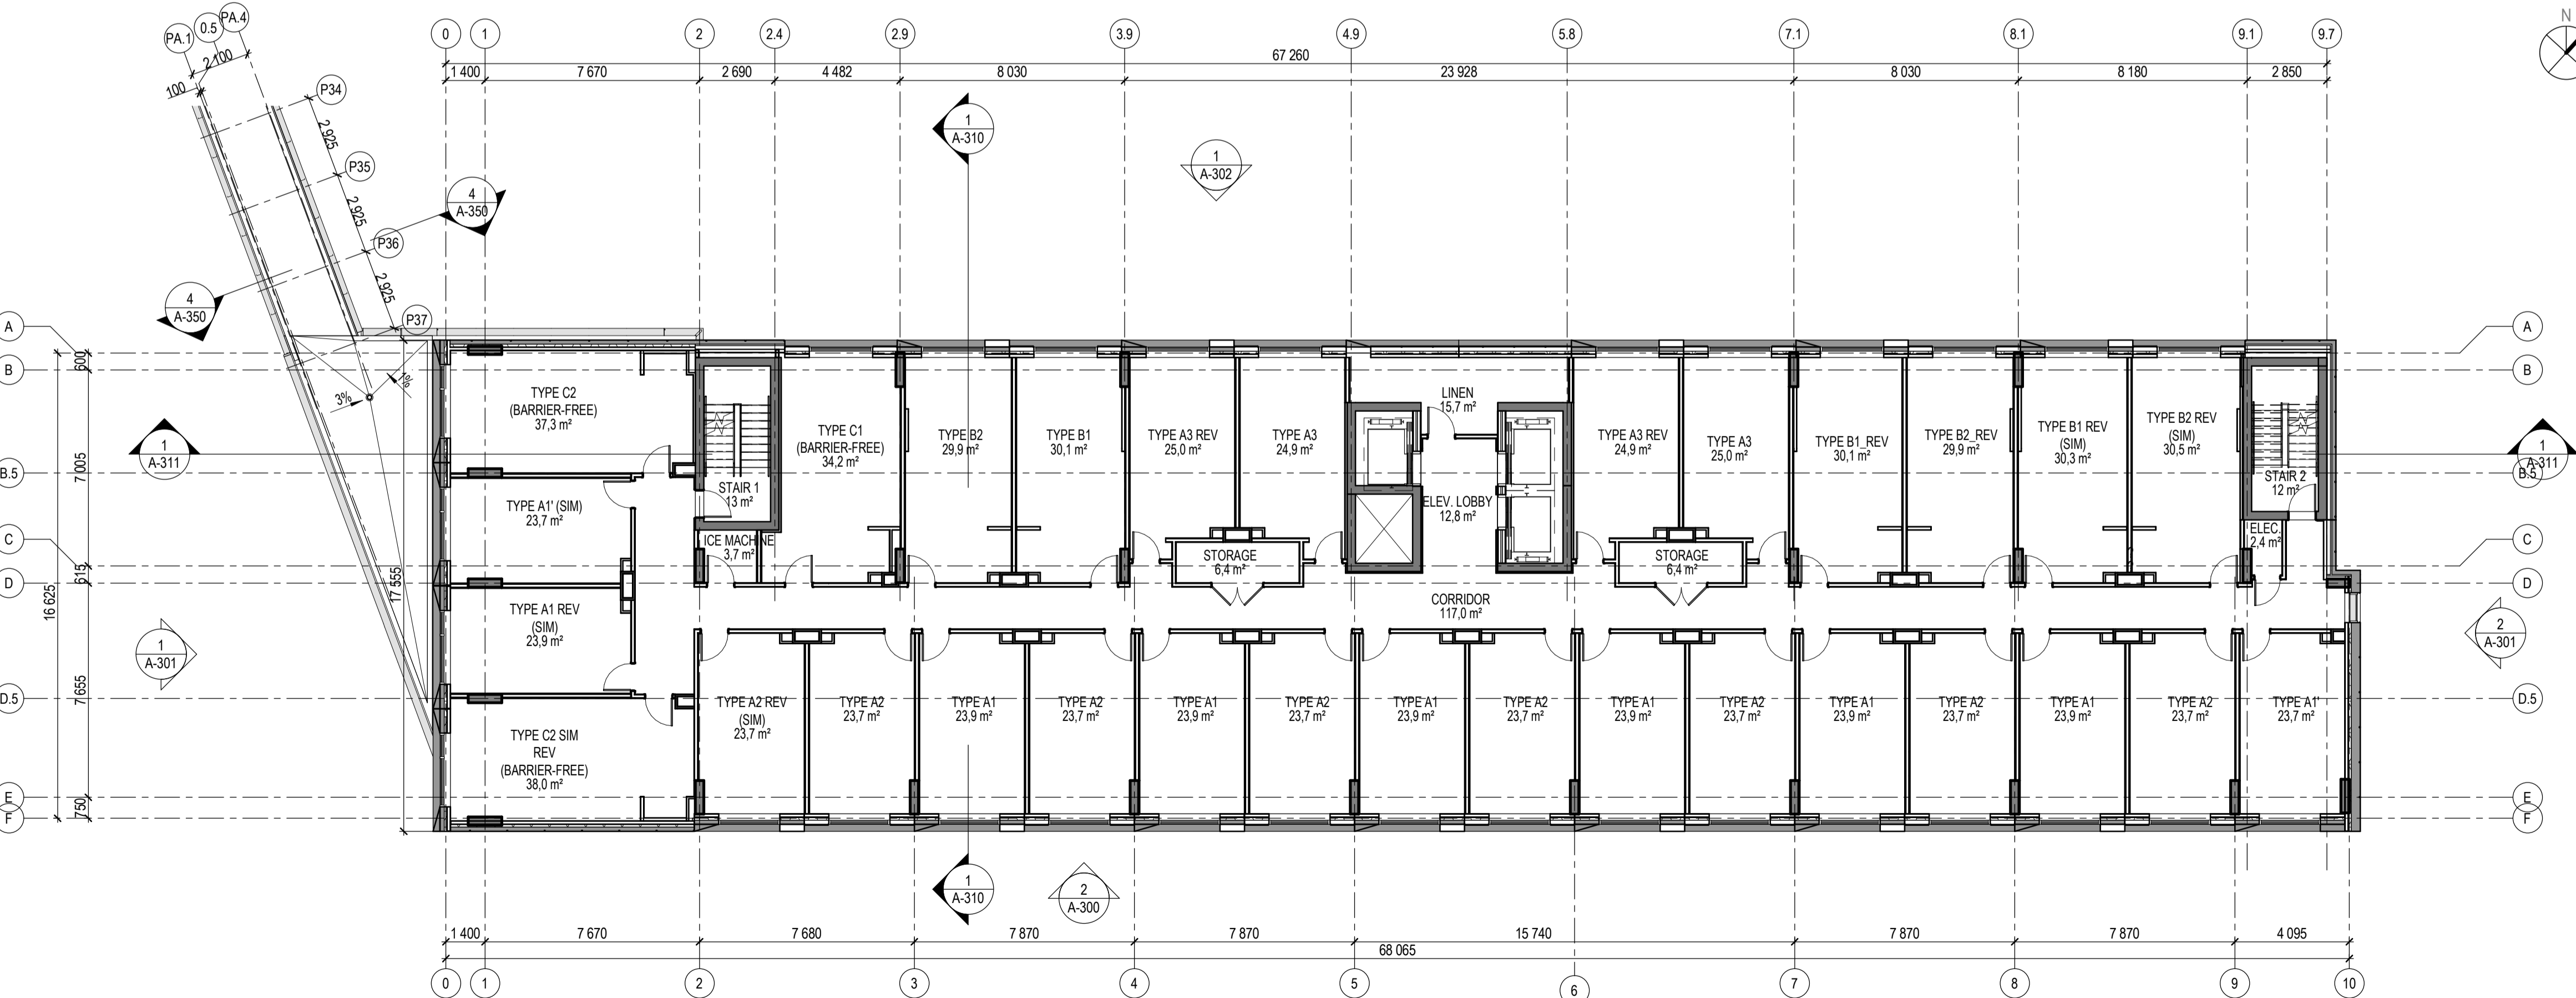 PA.1
0.5
PA.4
0
1
2
2.4
2.9
3.9
4.9
5.8
7.1
8.1
9.1
9.7
N
67 260
1 400
7 670
2 690
4 482
8 030
23 928
8 030
8 180
2 850
2 100
100
P34
2 925
P35
2 925
P36
2 925
P37
1
A-310
1
A-302
4
A-350
4
A-350
A
A
B
B
600
1%
3%
TYPE C2
(BARRIER-FREE)
37,3 m²
LINEN
15,7 m²
1
A-311
1
A-311
7 005
B.5
B.5
TYPE C1
(BARRIER-FREE)
34,2 m²
TYPE B2
29,9 m²
TYPE B1
30,1 m²
TYPE A3 REV
25,0 m²
TYPE A3
24,9 m²
TYPE A3 REV
24,9 m²
TYPE A3
25,0 m²
TYPE B1_REV
30,1 m²
TYPE B2_REV
29,9 m²
TYPE B1 REV
(SIM)
30,3 m²
TYPE B2 REV
(SIM)
30,5 m²
STAIR 1
13 m²
STAIR 2
12 m²
TYPE A1' (SIM)
23,7 m²
ELEV. LOBBY
12,8 m²
C
C
ICE MACHINE
3,7 m²
STORAGE
6,4 m²
STORAGE
6,4 m²
ELEC.
2,4 m²
615
D
D
16 625
17 555
TYPE A1 REV
(SIM)
23,9 m²
CORRIDOR
117,0 m²
1
A-301
2
A-301
7 655
D.5
D.5
TYPE C2 SIM
REV
(BARRIER-FREE)
38,0 m²
TYPE A2 REV
(SIM)
23,7 m²
TYPE A2
23,7 m²
TYPE A1
23,9 m²
TYPE A2
23,7 m²
TYPE A1
23,9 m²
TYPE A2
23,7 m²
TYPE A1
23,9 m²
TYPE A2
23,7 m²
TYPE A1
23,9 m²
TYPE A2
23,7 m²
TYPE A1
23,9 m²
TYPE A2
23,7 m²
TYPE A1
23,9 m²
TYPE A2
23,7 m²
TYPE A1'
23,7 m²
E
E
750
F
F
1
A-310
2
A-300
1 400
7 670
7 680
7 870
7 870
15 740
7 870
7 870
4 095
68 065
0
1
2
3
4
5
6
7
8
9
10